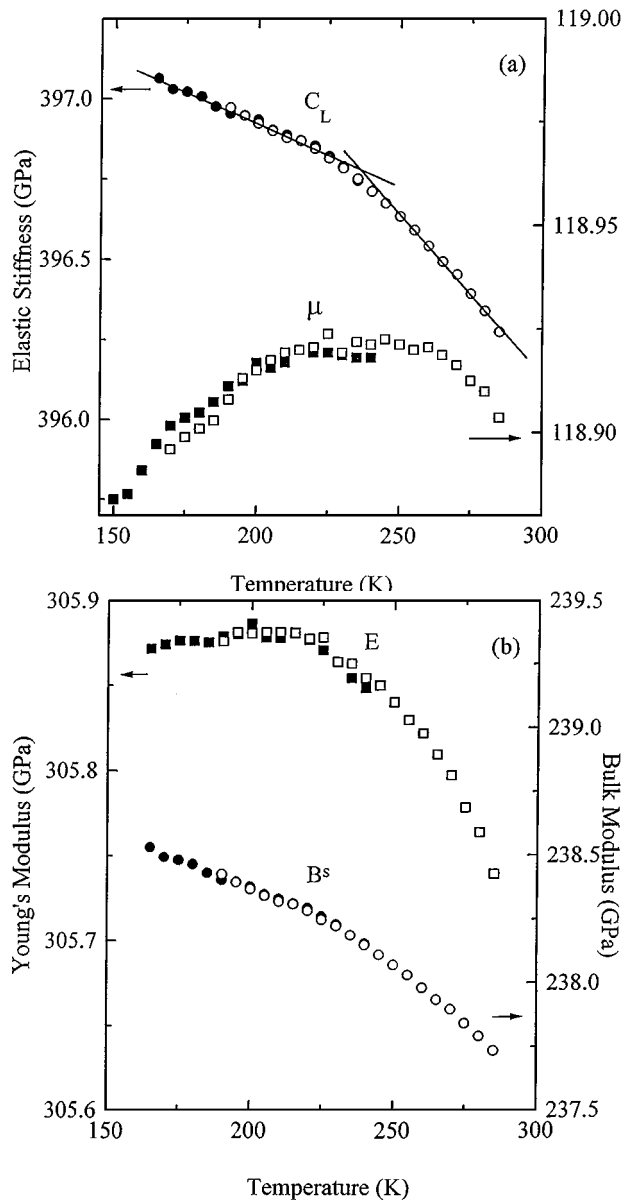 119.00
(a)
C_L
397.0
Elastic Stiffness (GPa)
118.95
396.5
μ
396.0
118.90
150 200 250 300
Temnerature (K)
305.9 239.5
E (b)
239.0
Young's Modulus (GPa)
305.8
Bulk Modulus (GPa)
238.5
B^s
305.7
238.0
305.6 237.5
150 200 250 300
Temperature (K)